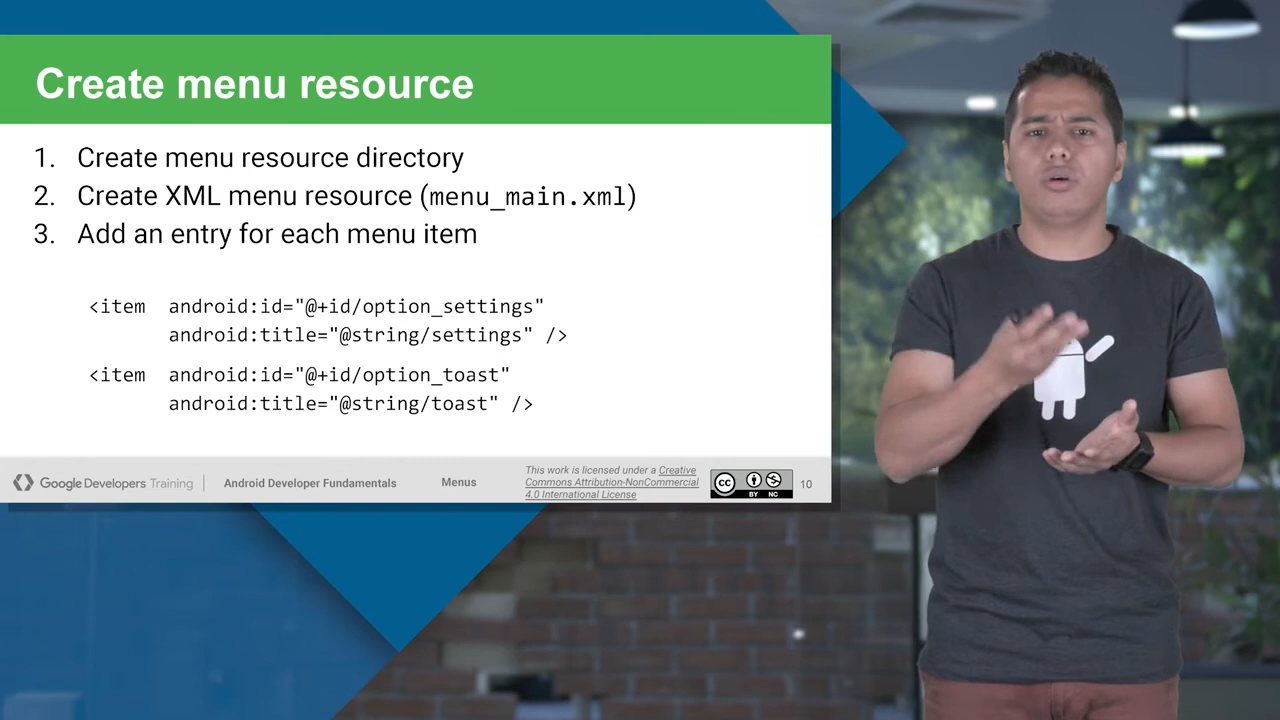 Create menu resource
1. Create menu resource directory
2. Create XML menu resource (menu_main.xml)
3. Add an entry for each menu item
<item android:id="@+id/option_settings"
android:title="@string/settings" />
<item android:id="@+id/option_toast"
android:title="@string/toast" />
Google Developers Training
Android Developer Fundamentals
Menus
This work is licensed under a Creative
Commons Attribution-NonCommercial
4.0 International License
cc
BY NC
10